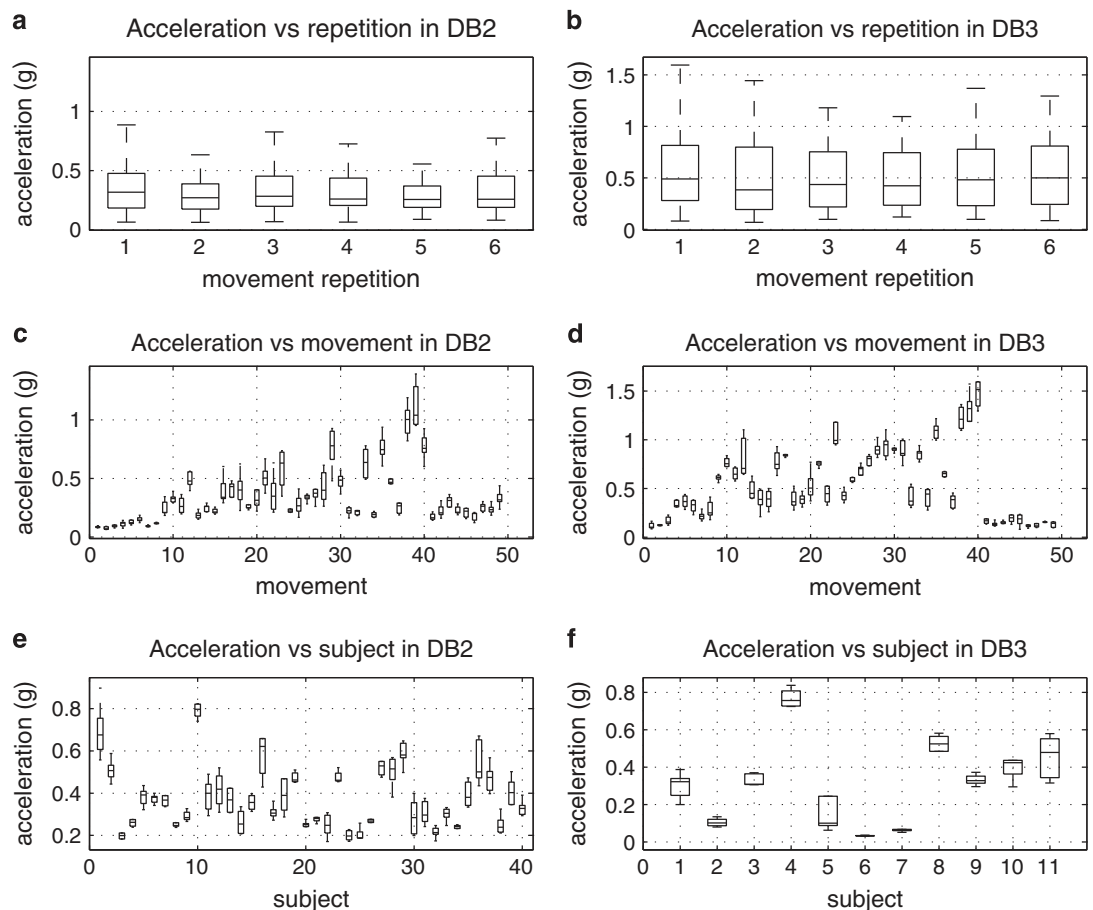 a
Acceleration vs repetition in DB2
acceleration (g)
1
0.5
0
1 2 3 4 5 6
movement repetition
b
Acceleration vs repetition in DB3
acceleration (g)
1.5
1
0.5
0
1 2 3 4 5 6
movement repetition
c
Acceleration vs movement in DB2
acceleration (g)
1
0.5
0
0 10 20 30 40 50
movement
d
Acceleration vs movement in DB3
acceleration (g)
1.5
1
0.5
0
0 10 20 30 40 50
movement
e
Acceleration vs subject in DB2
acceleration (g)
0.8
0.6
0.4
0.2
0 10 20 30 40
subject
f
Acceleration vs subject in DB3
acceleration (g)
0.8
0.6
0.4
0.2
0
0 1 2 3 4 5 6 7 8 9 10 11
subject